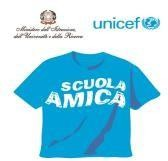 unicef
Ministero dell'Istruzione,
dell'Università e della Ricerca
SCUOLA
AMICA